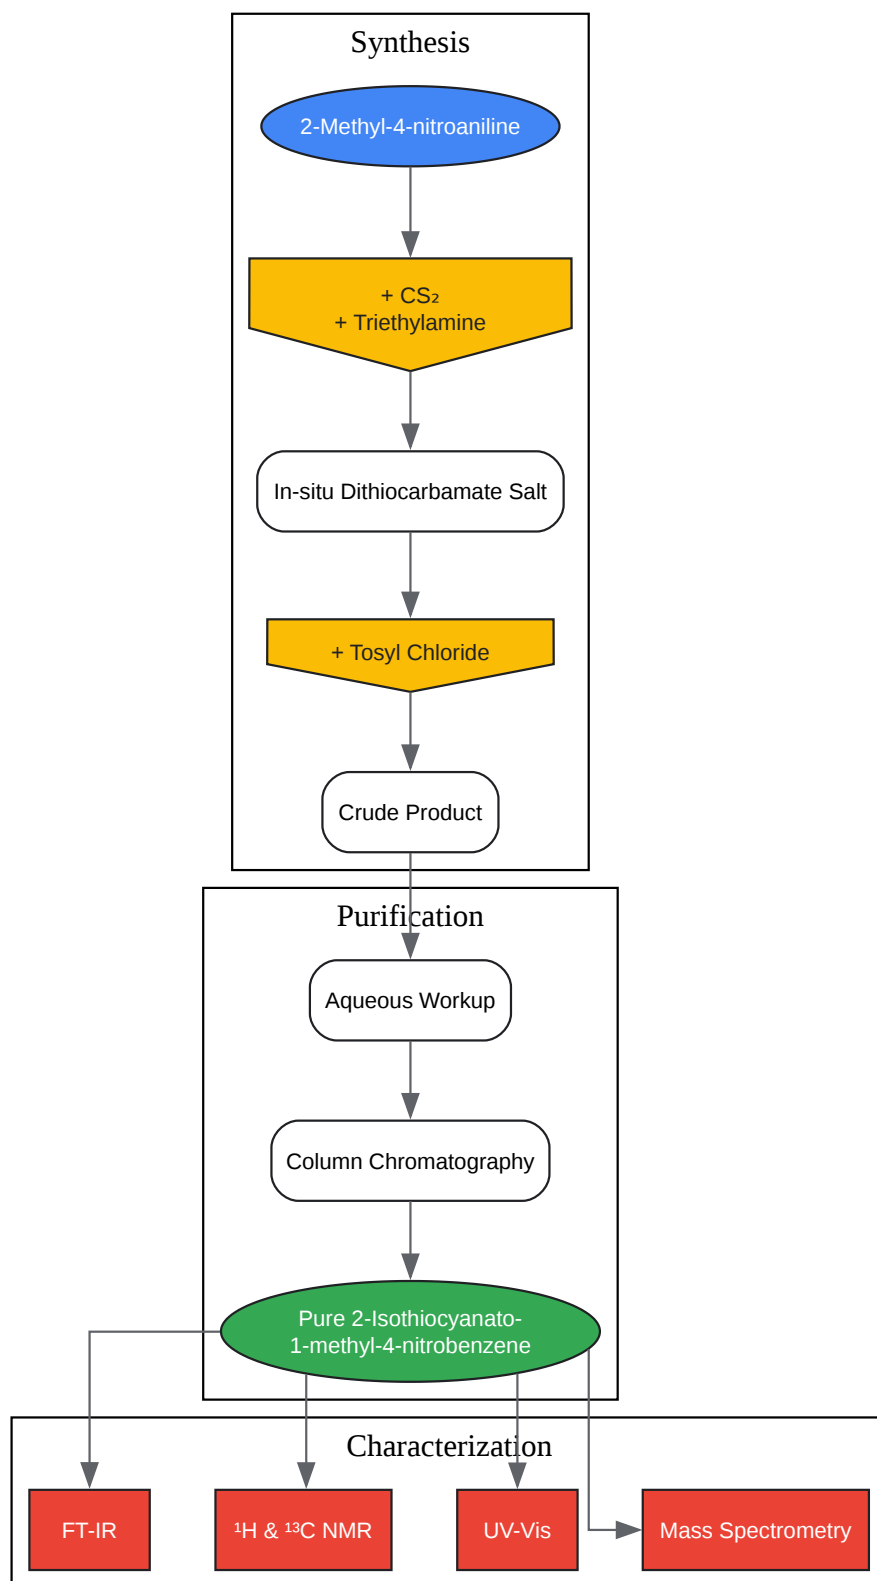 Synthesis
2-Methyl-4-nitroaniline
+ CS₂
+ Triethylamine
In-situ Dithiocarbamate Salt
+ Tosyl Chloride
Crude Product
Purification
Aqueous Workup
Column Chromatography
Pure 2-Isothiocyanato-
1-methyl-4-nitrobenzene
Characterization
FT-IR
¹H & ¹³C NMR
UV-Vis
Mass Spectrometry